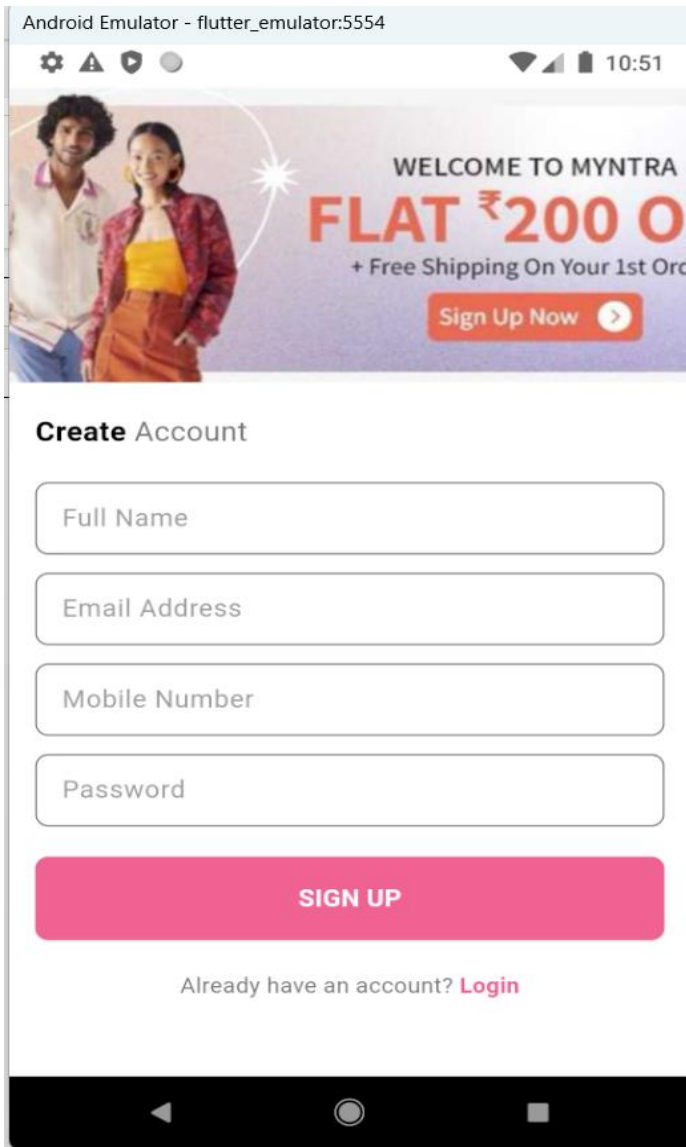 Android Emulator - flutter_emulator:5554
10:51
WELCOME TO MYNTRA
FLAT ₹200 O
+ Free Shipping On Your 1st Ord
Sign Up Now
Create Account
Full Name
Email Address
Mobile Number
Password
SIGN UP
Already have an account? Login